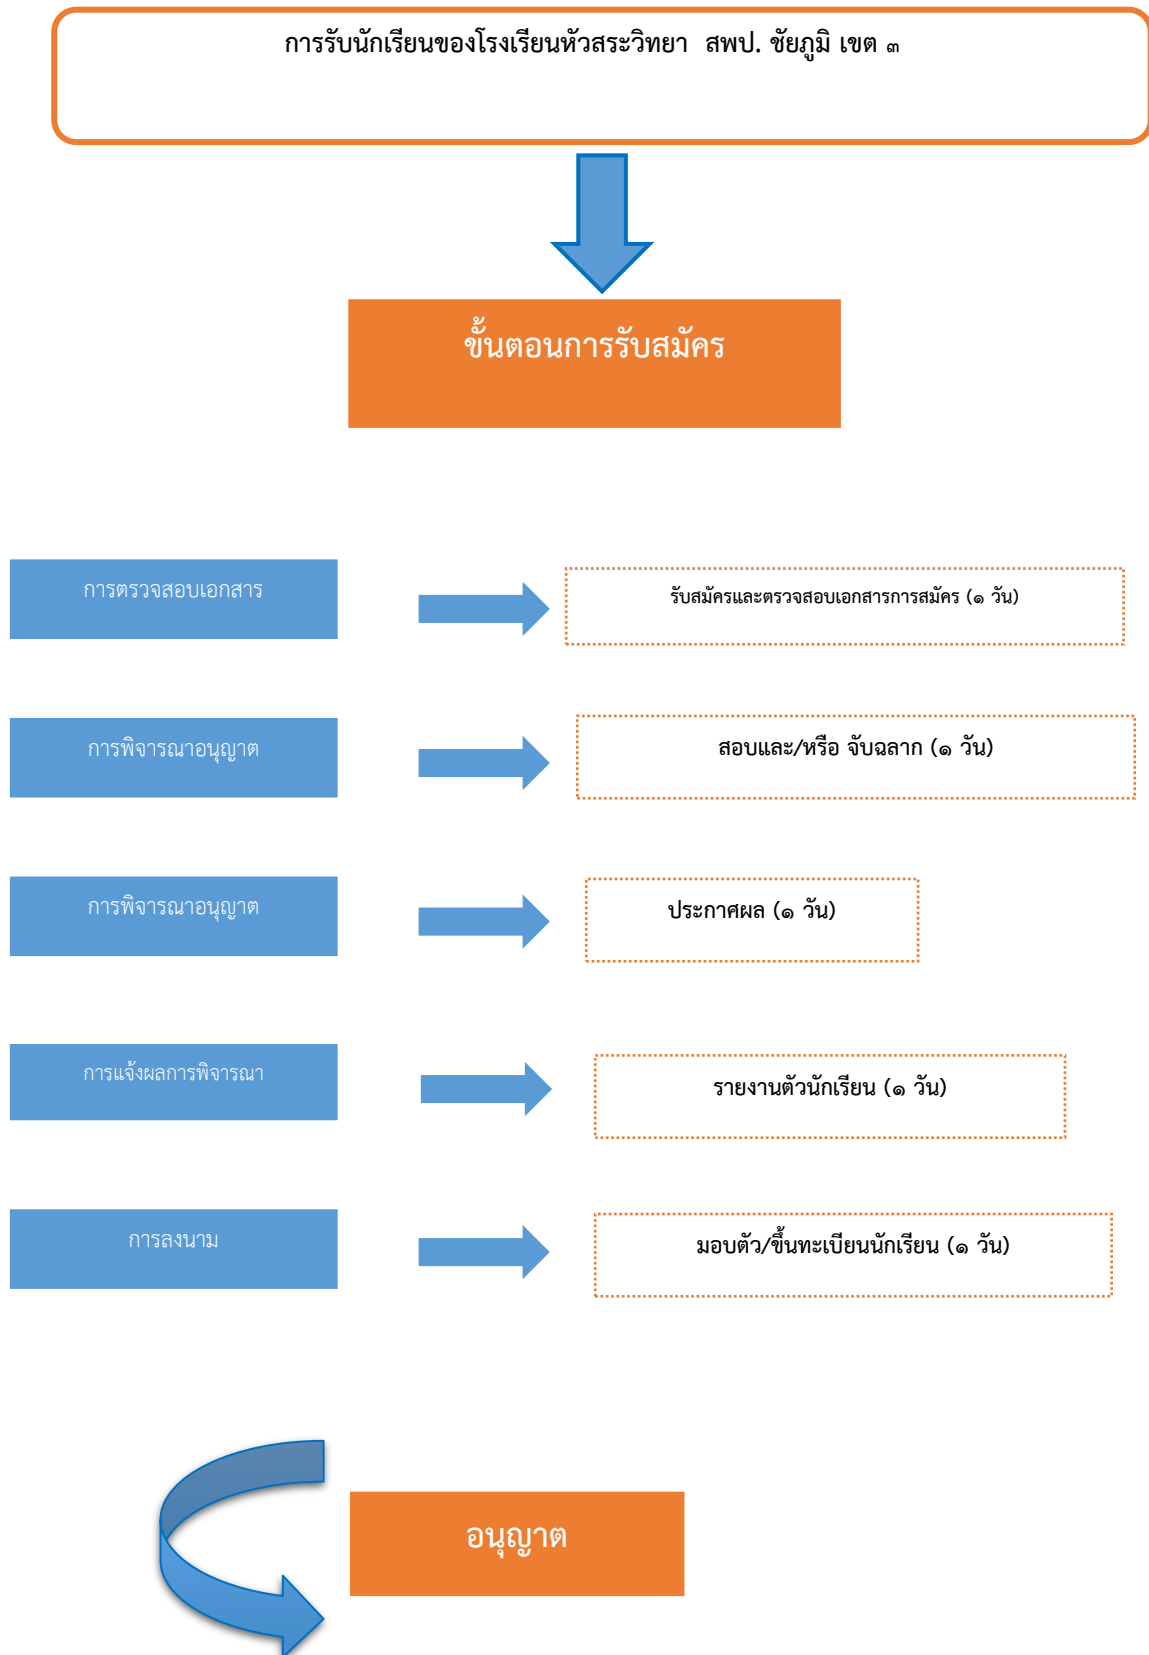 การรับนักเรียนของโรงเรียนหัวสระวิทยา สพป. ชัยภูมิ เขต ๓
ขั้นตอนการรับสมัคร
การตรวจสอบเอกสาร
รับสมัครและตรวจสอบเอกสารการสมัคร (๑ วัน)
การพิจารณาอนุญาต
สอบและ/หรือ จับฉลาก (๑ วัน)
การพิจารณาอนุญาต
ประกาศผล (๑ วัน)
การแจ้งผลการพิจารณา
รายงานตัวนักเรียน (๑ วัน)
การลงนาม
มอบตัว/ขึ้นทะเบียนนักเรียน (๑ วัน)
อนุญาต